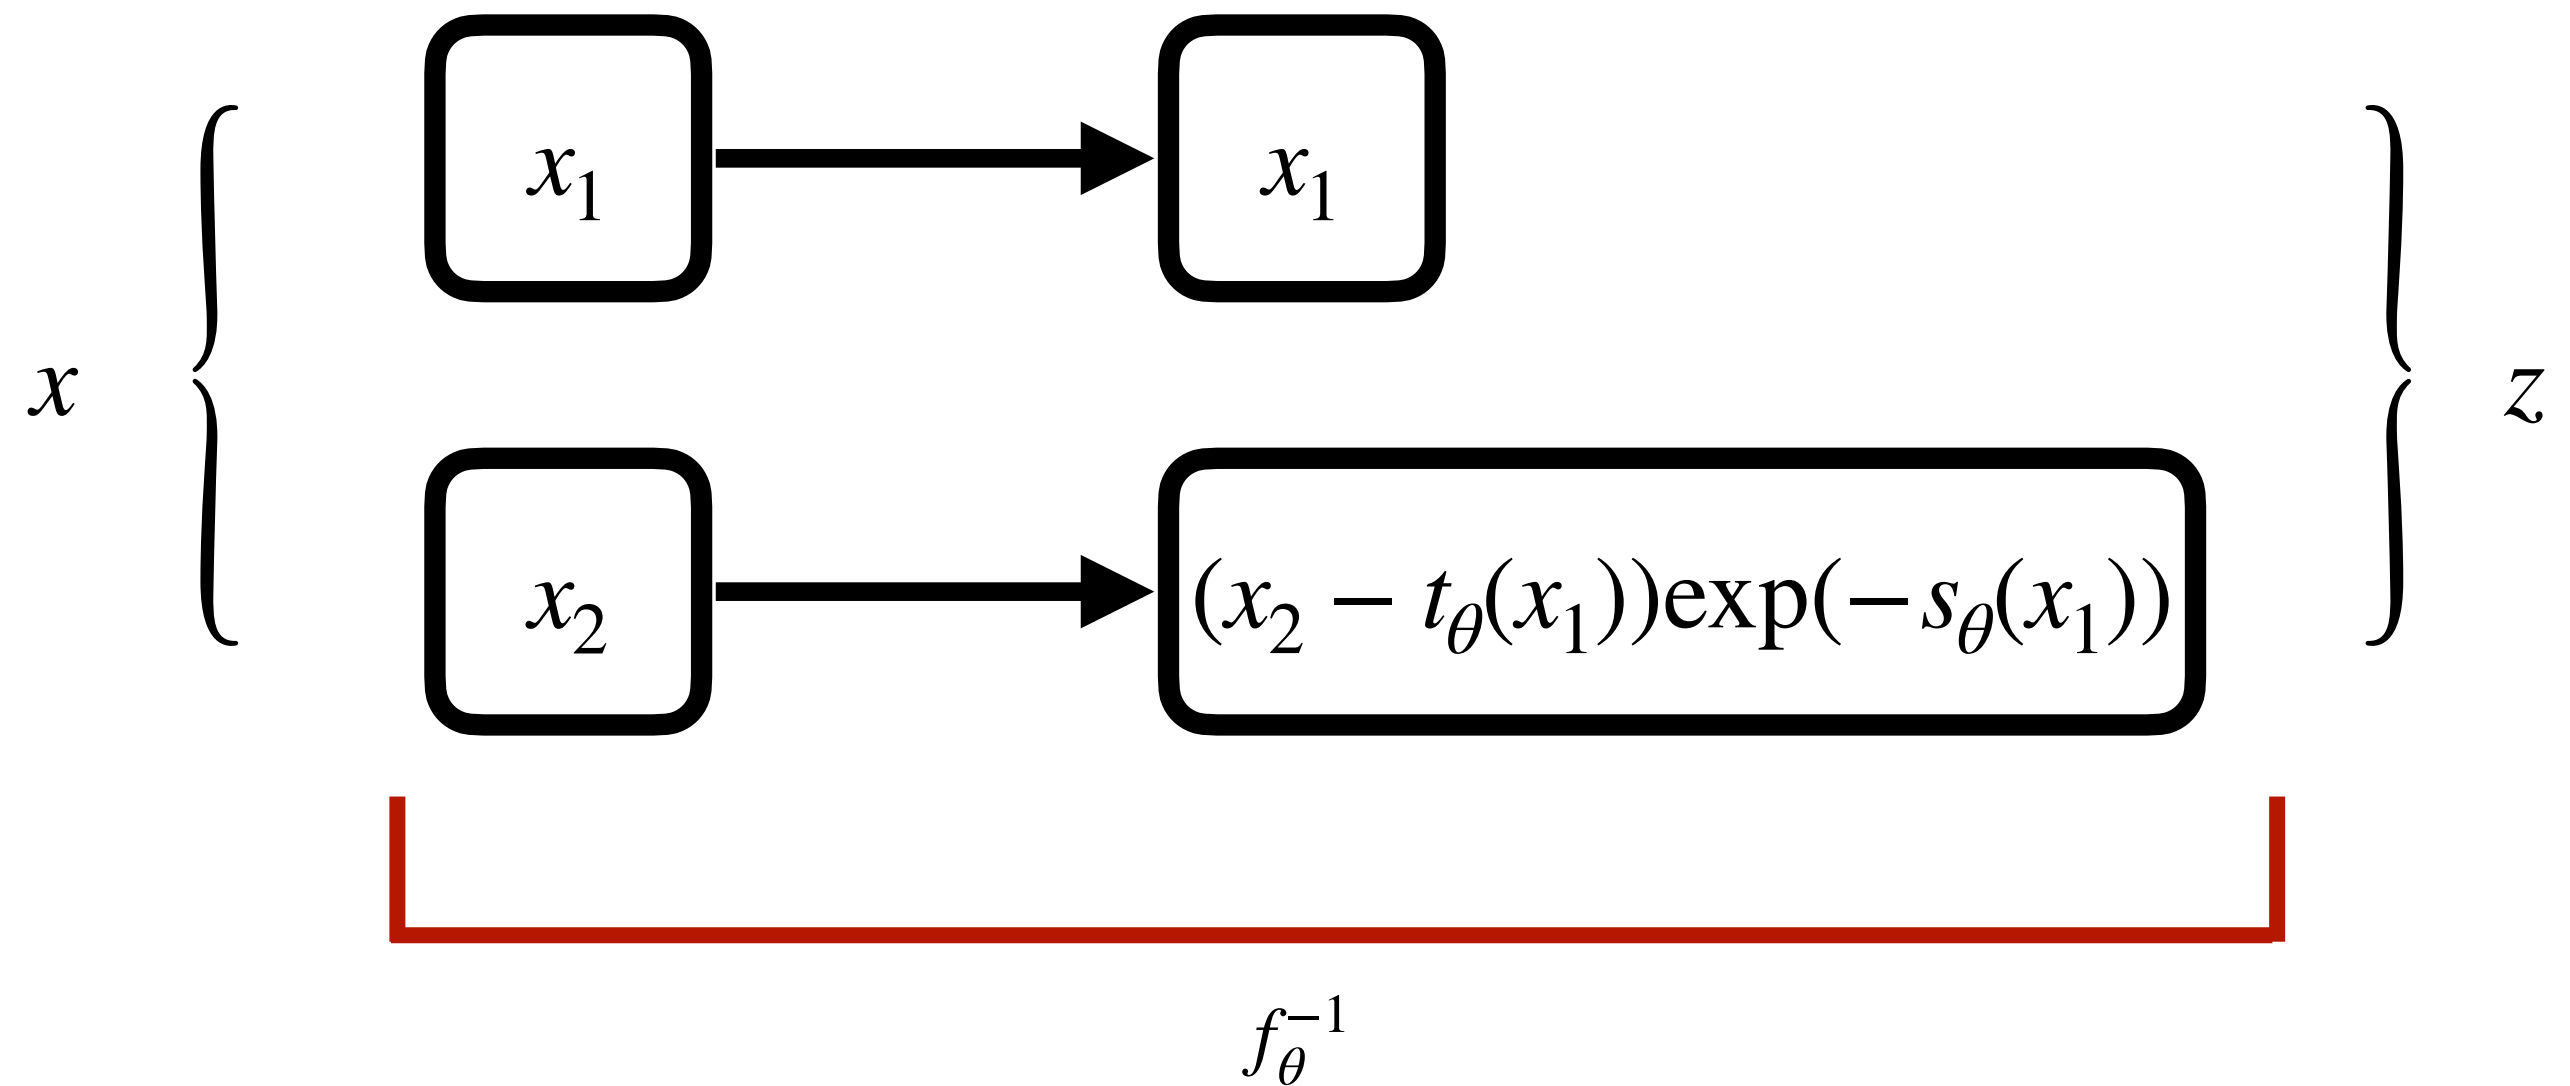 x₁ x₁
x z
x₂ (x₂ − t_θ(x₁))exp(−s_θ(x₁))
f_θ⁻¹